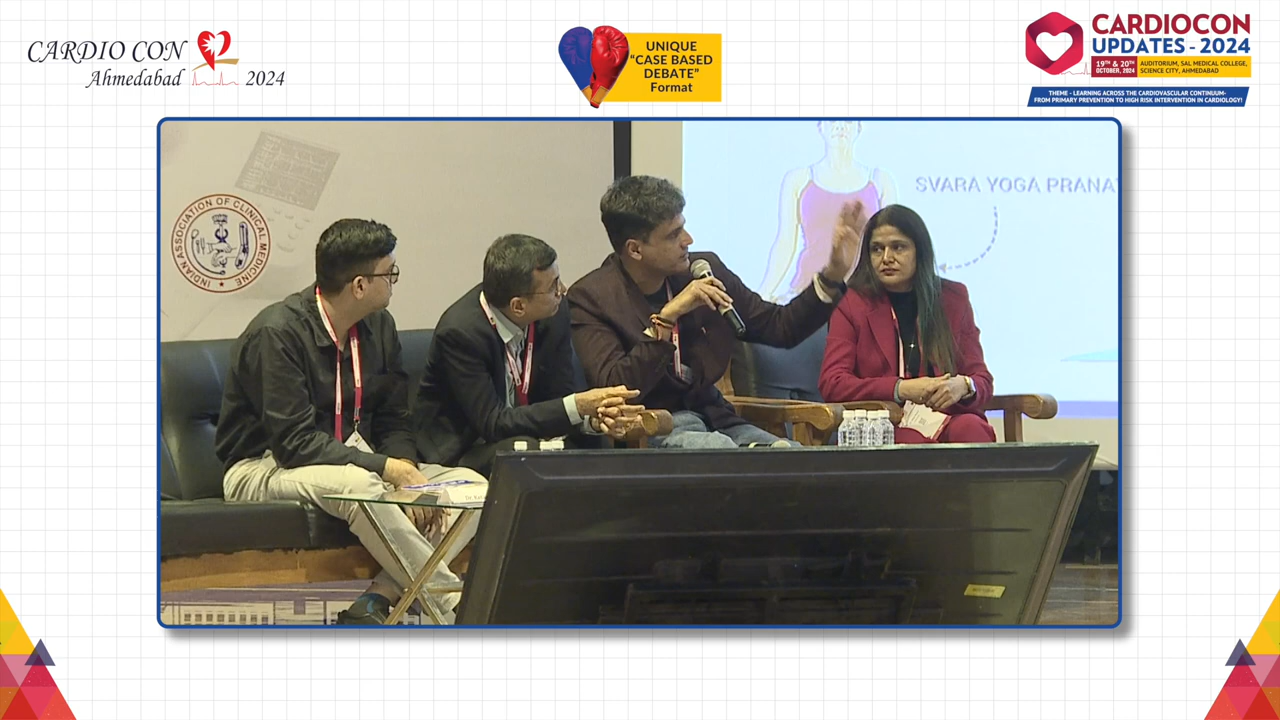 CARDIO CON
Ahmedabad 2024
UNIQUE
"CASE BASED
DEBATE"
Format
CARDIOCON
UPDATES - 2024
19TH & 20TH
OCTOBER, 2024
AUDITORIUM, SAL MEDICAL COLLEGE,
SCIENCE CITY, AHMEDABAD
THEME - LEARNING ACROSS THE CARDIOVASCULAR CONTINUUM-
FROM PRIMARY PREVENTION TO HIGH RISK INTERVENTION IN CARDIOLOGY!
INDIAN ASSOCIATION OF CLINICAL MEDICINE
SVARA YOGA PRANA